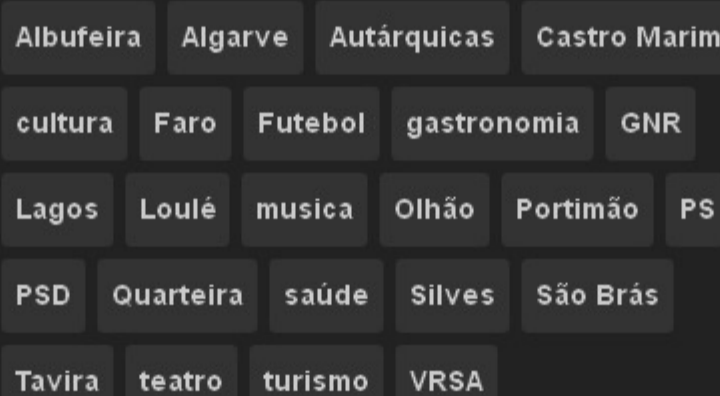 Albufeira Algarve Autárquicas Castro Marim
cultura Faro Futebol gastronomia GNR
Lagos Loulé musica Olhão Portimão PS
PSD Quarteira saúde Silves São Brás
Tavira teatro turismo VRSA